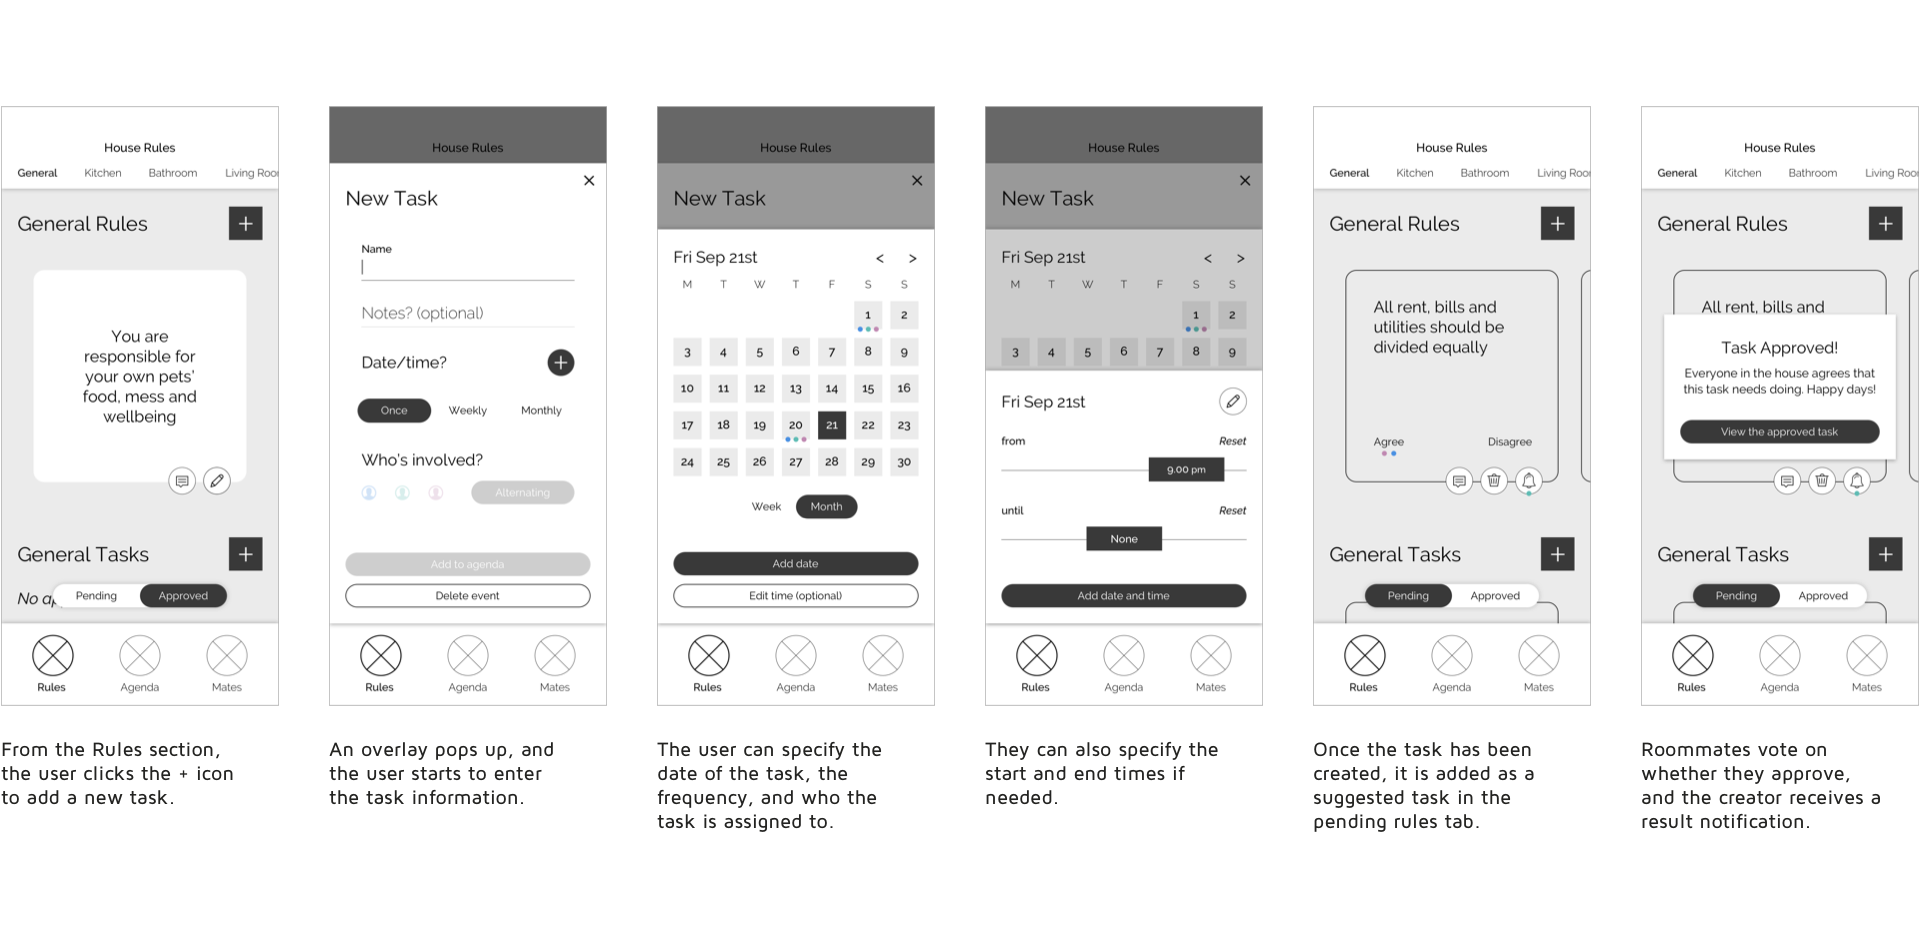 House Rules
General Kitchen Bathroom Living Roo
General Rules
+
You are
responsible for
your own pets'
food, mess and
wellbeing
General Tasks
+
No ap
Pending Approved
Rules Agenda Mates
From the Rules section,
the user clicks the + icon
to add a new task.
House Rules
New Task
Name
Notes? (optional)
Date/time?
+
Once Weekly Monthly
Who's involved?
Alternating
Add to agenda
Delete event
Rules Agenda Mates
An overlay pops up, and
the user starts to enter
the task information.
House Rules
New Task
Fri Sep 21st < >
M T W T F S S
1 2
3 4 5 6 7 8 9
10 11 12 13 14 15 16
17 18 19 20 21 22 23
24 25 26 27 28 29 30
Week Month
Add date
Edit time (optional)
Rules Agenda Mates
The user can specify the
date of the task, the
frequency, and who the
task is assigned to.
House Rules
New Task
Fri Sep 21st < >
M T W T F S S
1 2
3 4 5 6 7 8 9
Fri Sep 21st
from Reset
9.00 pm
until Reset
None
Add date and time
Rules Agenda Mates
They can also specify the
start and end times if
needed.
House Rules
General Kitchen Bathroom Living Roo
General Rules
+
All rent, bills and
utilities should be
divided equally
Agree Disagree
General Tasks
+
Pending Approved
Rules Agenda Mates
Once the task has been
created, it is added as a
suggested task in the
pending rules tab.
House Rules
General Kitchen Bathroom Living Roo
General Rules
+
All rent, bills and
Task Approved!
Everyone in the house agrees that
this task needs doing. Happy days!
View the approved task
General Tasks
+
Pending Approved
Rules Agenda Mates
Roommates vote on
whether they approve,
and the creator receives a
result notification.